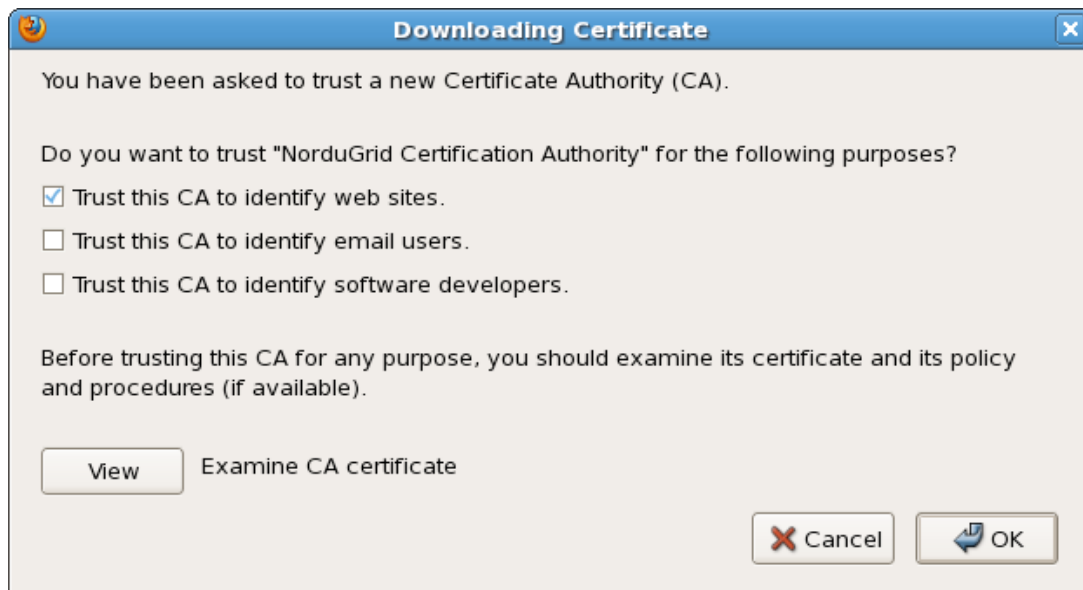 Downloading Certificate
You have been asked to trust a new Certificate Authority (CA).
Do you want to trust "NorduGrid Certification Authority" for the following purposes?
Trust this CA to identify web sites.
Trust this CA to identify email users.
Trust this CA to identify software developers.
Before trusting this CA for any purpose, you should examine its certificate and its policy
and procedures (if available).
View Examine CA certificate
Cancel OK